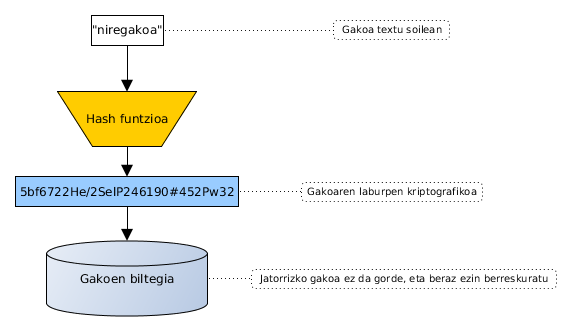 "niregakoa"
Gakoa textu soilean
Hash funtzioa
5bf6722He/2SelP246190#452Pw32
Gakoaren laburpen kriptografikoa
Gakoen biltegia
Jatorrizko gakoa ez da gorde, eta beraz ezin berreskuratu